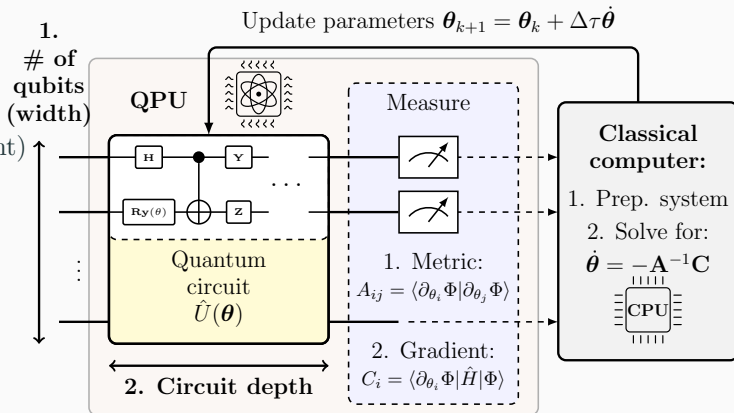 Update parameters θ_{k+1} = θ_k + Δτθ̇
1.
# of
qubits
(width)
nt)
QPU
H
Y
Ry(θ)
Z
...
⋮
Quantum
circuit
Û(θ)
2. Circuit depth
Measure
1. Metric:
A_{ij} = ⟨∂_{θ_i}Φ|∂_{θ_j}Φ⟩
2. Gradient:
C_i = ⟨∂_{θ_i}Φ|Ĥ|Φ⟩
Classical
computer:
1. Prep. system
2. Solve for:
θ̇ = −A^{−1}C
CPU